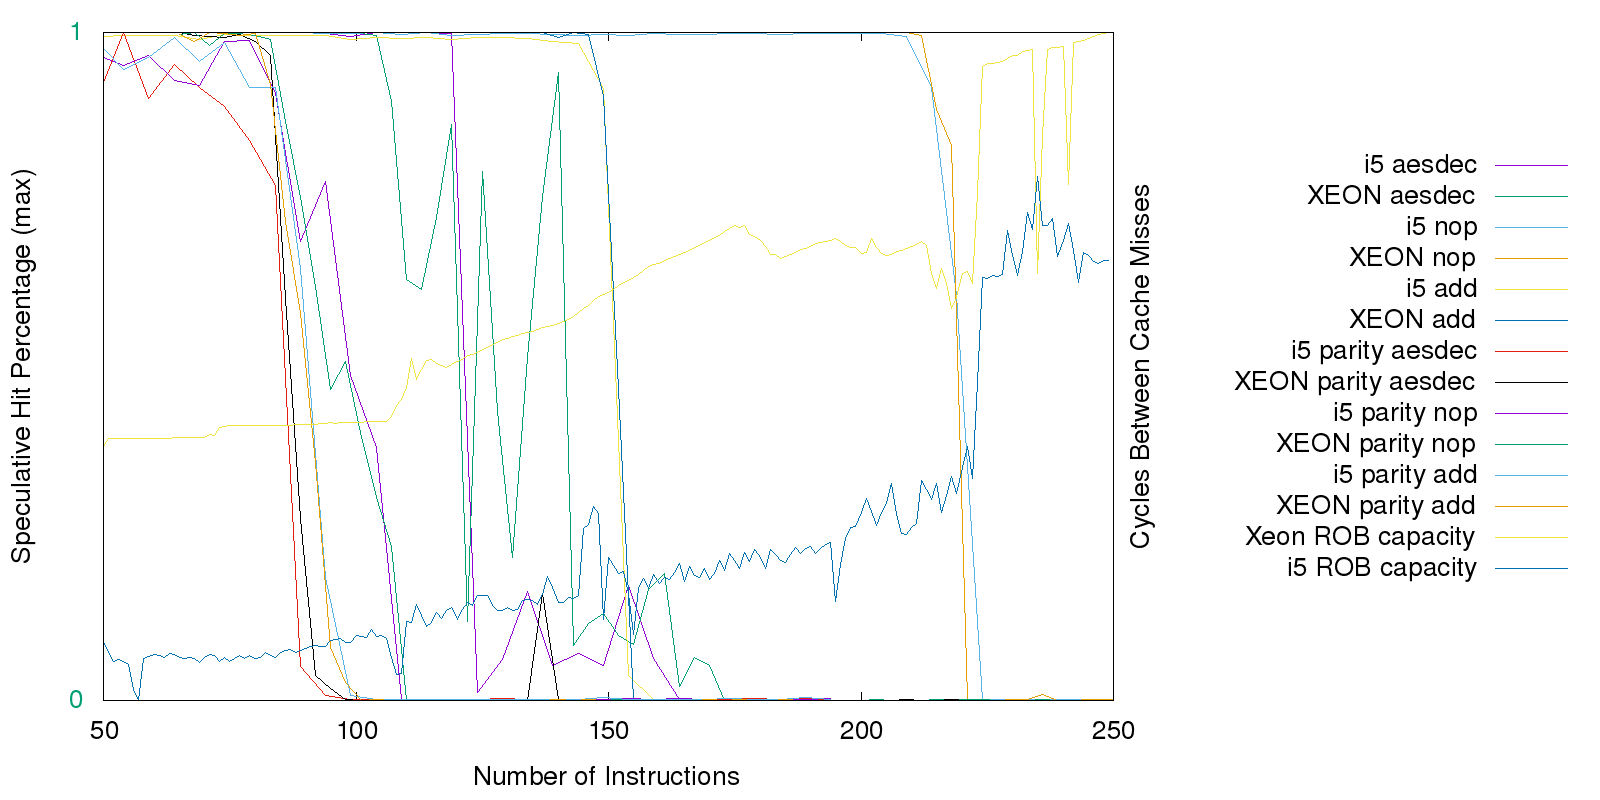 1
0
Speculative Hit Percentage (max)
50
100
150
200
250
Number of Instructions
Cycles Between Cache Misses
i5 aesdec
XEON aesdec
i5 nop
XEON nop
i5 add
XEON add
i5 parity aesdec
XEON parity aesdec
i5 parity nop
XEON parity nop
i5 parity add
XEON parity add
Xeon ROB capacity
i5 ROB capacity